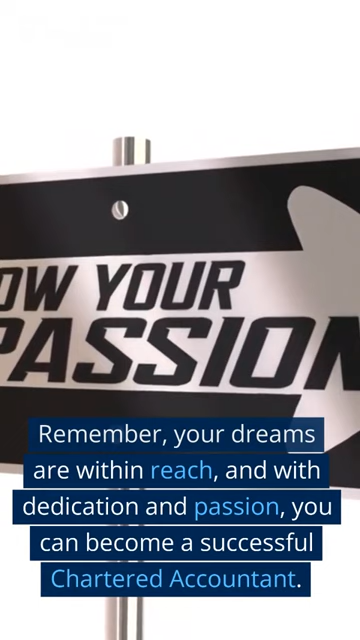 OW YOUR
PASSION
Remember, your dreams
are within reach, and with
dedication and passion, you
can become a successful
Chartered Accountant.